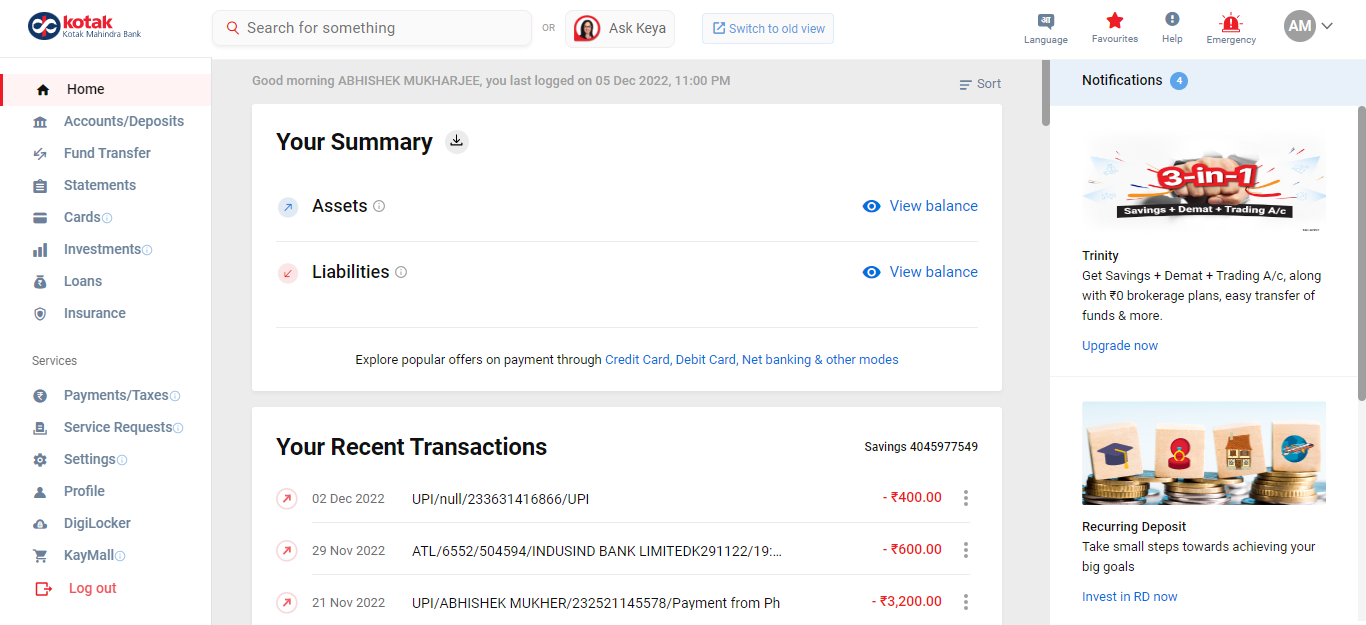 kotak
Kotak Mahindra Bank
Search for something
OR
Ask Keya
Switch to old view
Language
Favourites
Help
Emergency
AM
Home
Accounts/Deposits
Fund Transfer
Statements
Cards
Investments
Loans
Insurance
Services
Payments/Taxes
Service Requests
Settings
Profile
DigiLocker
KayMall
Log out
Good morning ABHISHEK MUKHARJEE, you last logged on 05 Dec 2022, 11:00 PM
Sort
Your Summary
Assets
View balance
Liabilities
View balance
Explore popular offers on payment through Credit Card, Debit Card, Net banking & other modes
Your Recent Transactions
Savings 4045977549
02 Dec 2022 UPI/null/233631416866/UPI - ₹400.00
29 Nov 2022 ATL/6552/504594/INDUSIND BANK LIMITEDK291122/19:... - ₹600.00
21 Nov 2022 UPI/ABHISHEK MUKHER/232521145578/Payment from Ph - ₹3,200.00
Notifications 4
3-in-1
Savings + Demat + Trading A/c
Trinity
Get Savings + Demat + Trading A/c, along
with ₹0 brokerage plans, easy transfer of
funds & more.
Upgrade now
Recurring Deposit
Take small steps towards achieving your
big goals
Invest in RD now